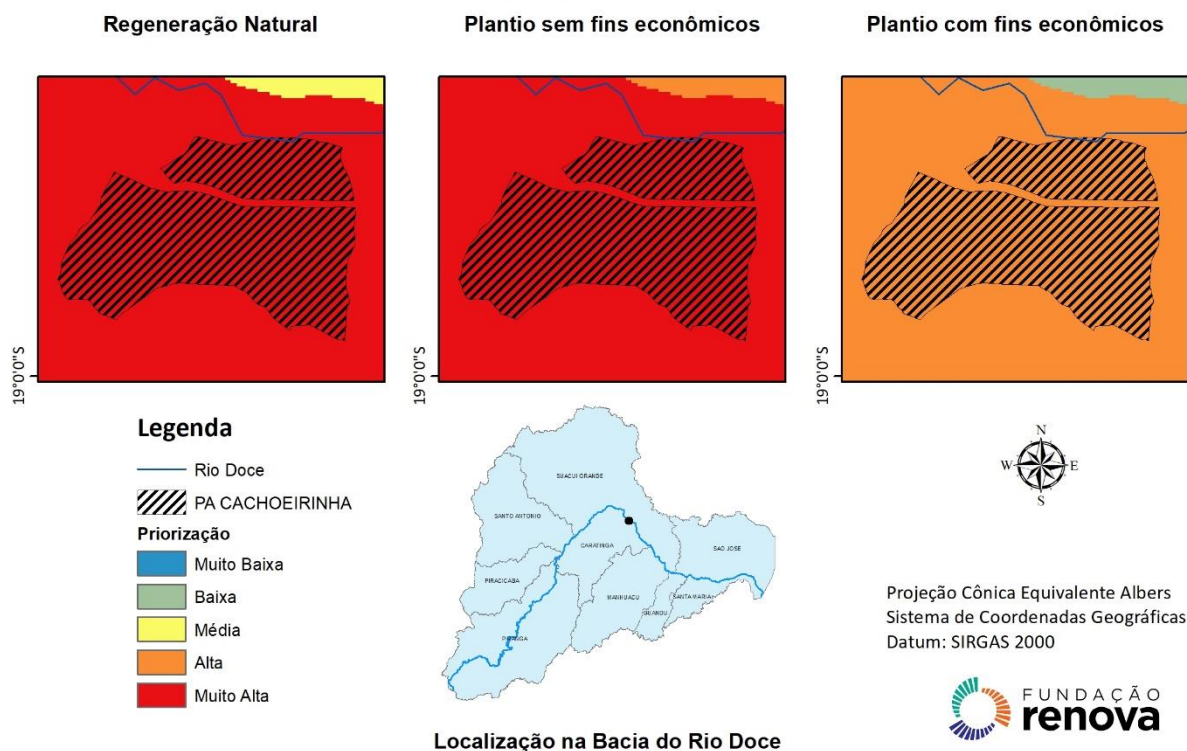 Regeneração Natural
Plantio sem fins econômicos
Plantio com fins econômicos
19°0'0"S
19°0'0"S
19°0'0"S
Legenda
Rio Doce
PA CACHOEIRINHA
Priorização
Muito Baixa
Baixa
Média
Alta
Muito Alta
SUACUI GRANDE
SANTO ANTONIO
CARATINGA
SAO JOSE
PIRACICABA
MANHUACU
GUANDU
SANTA MARIA
PIRANGA
Localização na Bacia do Rio Doce
N
W
E
S
Projeção Cônica Equivalente Albers
Sistema de Coordenadas Geográficas
Datum: SIRGAS 2000
FUNDAÇÃO
renova